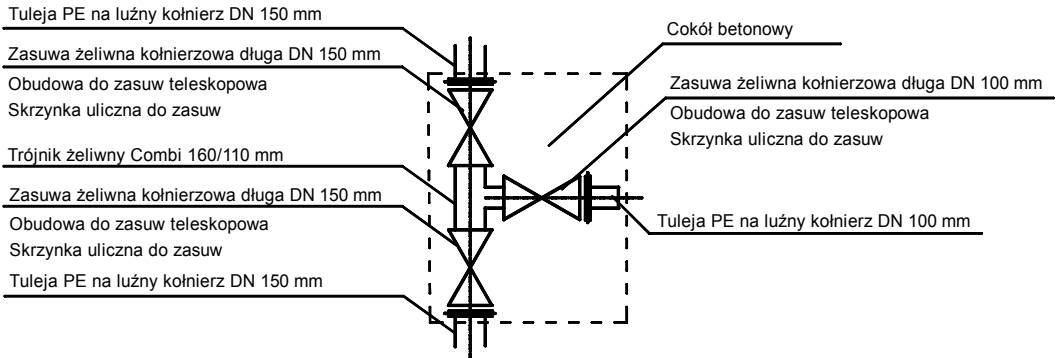 Tuleja PE na luźny kołnierz DN 150 mm
Zasuwa żeliwna kołnierzowa długa DN 150 mm
Obudowa do zasuw teleskopowa
Skrzynka uliczna do zasuw
Trójnik żeliwny Combi 160/110 mm
Zasuwa żeliwna kołnierzowa długa DN 150 mm
Obudowa do zasuw teleskopowa
Skrzynka uliczna do zasuw
Tuleja PE na luźny kołnierz DN 150 mm
Cokół betonowy
Zasuwa żeliwna kołnierzowa długa DN 100 mm
Obudowa do zasuw teleskopowa
Skrzynka uliczna do zasuw
Tuleja PE na luźny kołnierz DN 100 mm